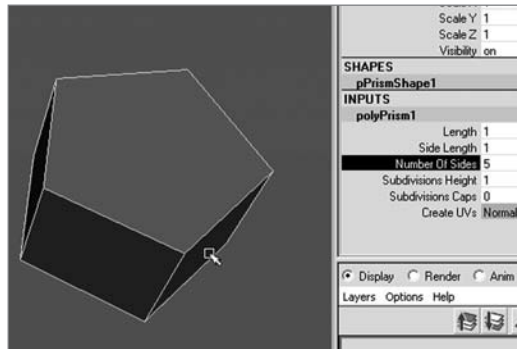 Scale Y 1
Scale Z 1
Visibility on
SHAPES
pPrismShape1
INPUTS
polyPrism1
Length 1
Side Length 1
Number Of Sides 5
Subdivisions Height 1
Subdivisions Caps 0
Create UVs Normal
Display Render Anim
Layers Options Help